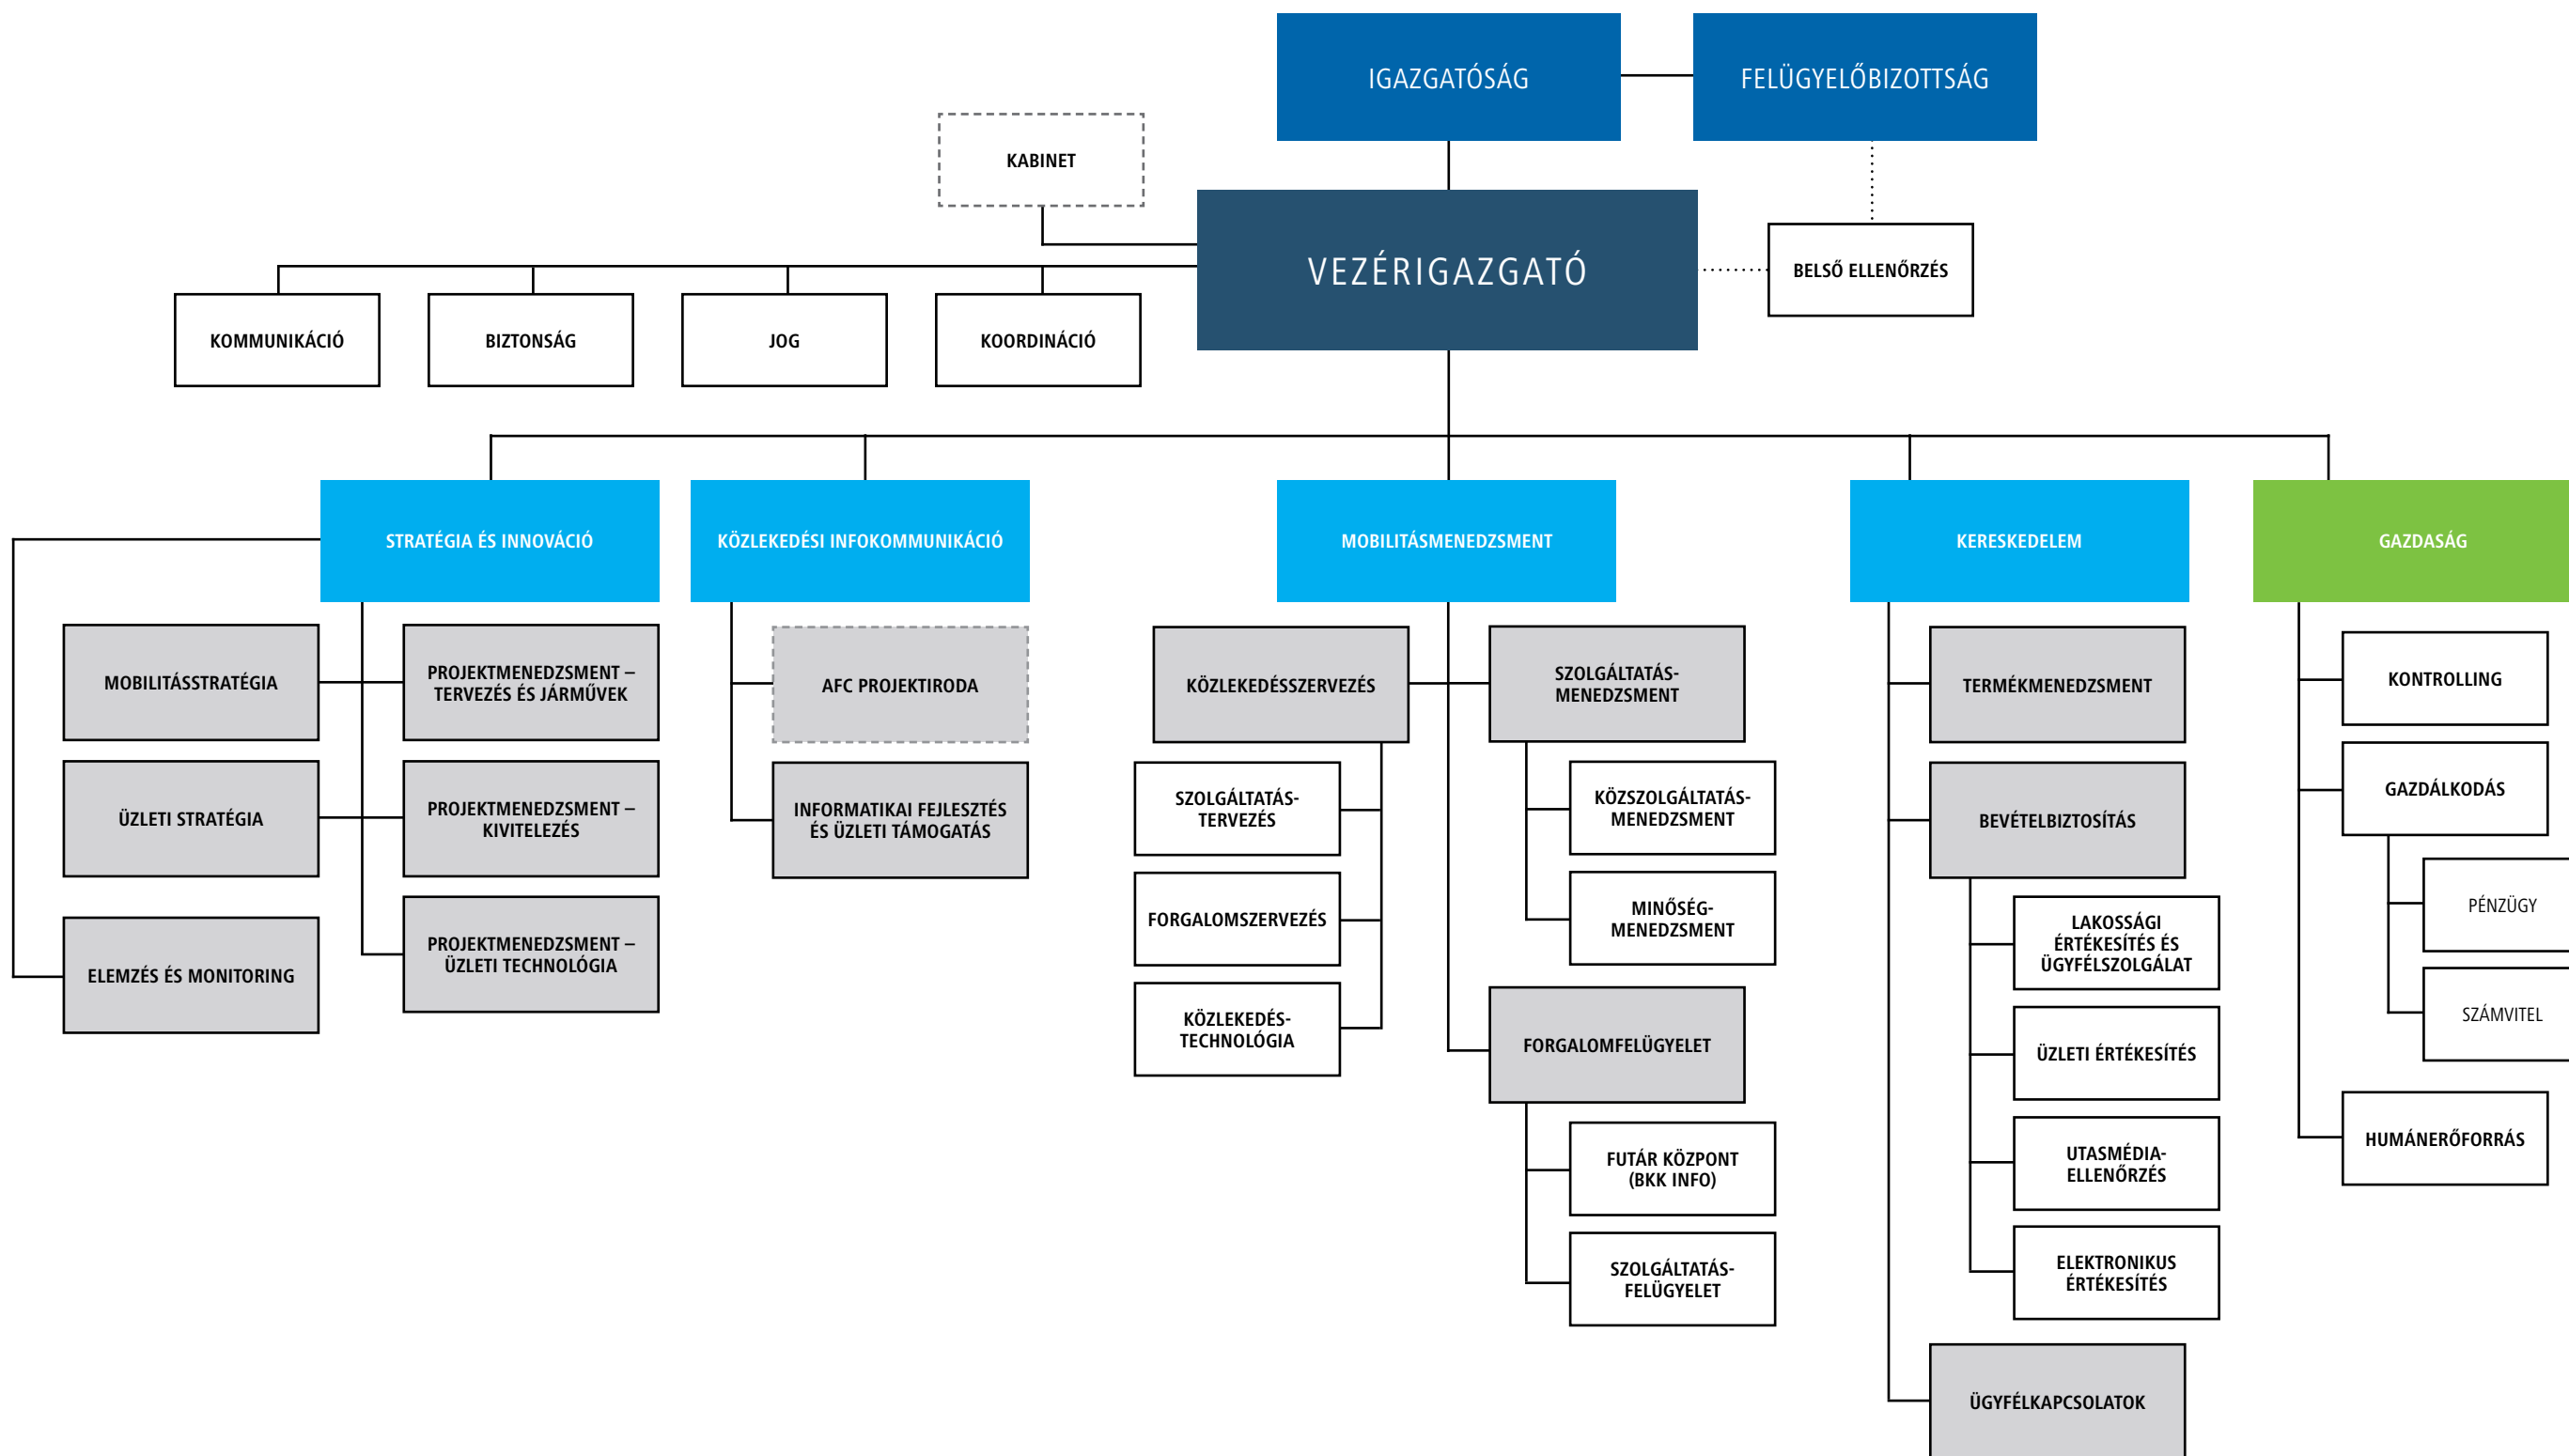 IGAZGATÓSÁG
FELÜGYELŐBIZOTTSÁG
KABINET
VEZÉRIGAZGATÓ
BELSŐ ELLENŐRZÉS
KOMMUNIKÁCIÓ
BIZTONSÁG
JOG
KOORDINÁCIÓ
STRATÉGIA ÉS INNOVÁCIÓ
KÖZLEKEDÉSI INFOKOMMUNIKÁCIÓ
MOBILITÁSMENEDZSMENT
KERESKEDELEM
GAZDASÁG
MOBILITÁSSTRATÉGIA
ÜZLETI STRATÉGIA
ELEMZÉS ÉS MONITORING
PROJEKTMENEDZSMENT –
TERVEZÉS ÉS JÁRMŰVEK
PROJEKTMENEDZSMENT –
KIVITELEZÉS
PROJEKTMENEDZSMENT –
ÜZLETI TECHNOLÓGIA
AFC PROJEKTIRODA
INFORMATIKAI FEJLESZTÉS
ÉS ÜZLETI TÁMOGATÁS
KÖZLEKEDÉSSZERVEZÉS
SZOLGÁLTATÁS-
TERVEZÉS
FORGALOMSZERVEZÉS
KÖZLEKEDÉS-
TECHNOLÓGIA
SZOLGÁLTATÁS-
MENEDZSMENT
KÖZSZOLGÁLTATÁS-
MENEDZSMENT
MINŐSÉG-
MENEDZSMENT
FORGALOMFELÜGYELET
FUTÁR KÖZPONT
(BKK INFO)
SZOLGÁLTATÁS-
FELÜGYELET
TERMÉKMENEDZSMENT
BEVÉTELBIZTOSÍTÁS
LAKOSSÁGI
ÉRTÉKESÍTÉS ÉS
ÜGYFÉLSZOLGÁLAT
ÜZLETI ÉRTÉKESÍTÉS
UTASMÉDIA-
ELLENŐRZÉS
ELEKTRONIKUS
ÉRTÉKESÍTÉS
ÜGYFÉLKAPCSOLATOK
KONTROLLING
GAZDÁLKODÁS
PÉNZÜGY
SZÁMVITEL
HUMÁNERŐFORRÁS